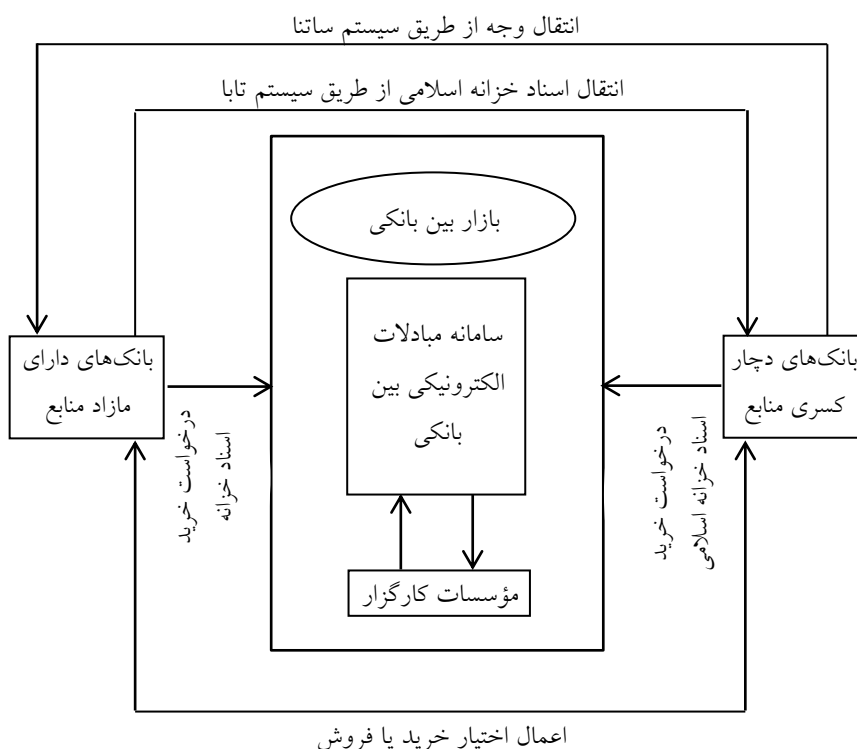 انتقال وجه از طریق سیستم ساتنا
انتقال اسناد خزانه اسلامی از طریق سیستم تابا
بازار بین بانکی
سامانه مبادلات
الکترونیکی بین
بانکی
بانک‌های دچار
کسری منابع
بانک‌های دارای
مازاد منابع
درخواست خرید
اسناد خزانه اسلامی
درخواست خرید
اسناد خزانه
مؤسسات کارگزار
اعمال اختیار خرید یا فروش